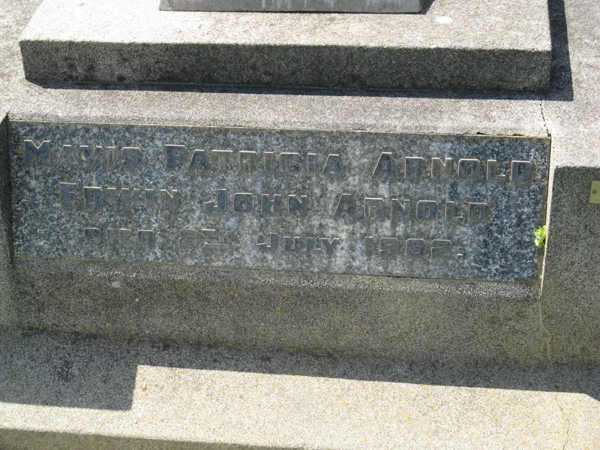 MAVIS PATRICIA ARNOLD
EDWIN JOHN ARNOLD
DIED JULY